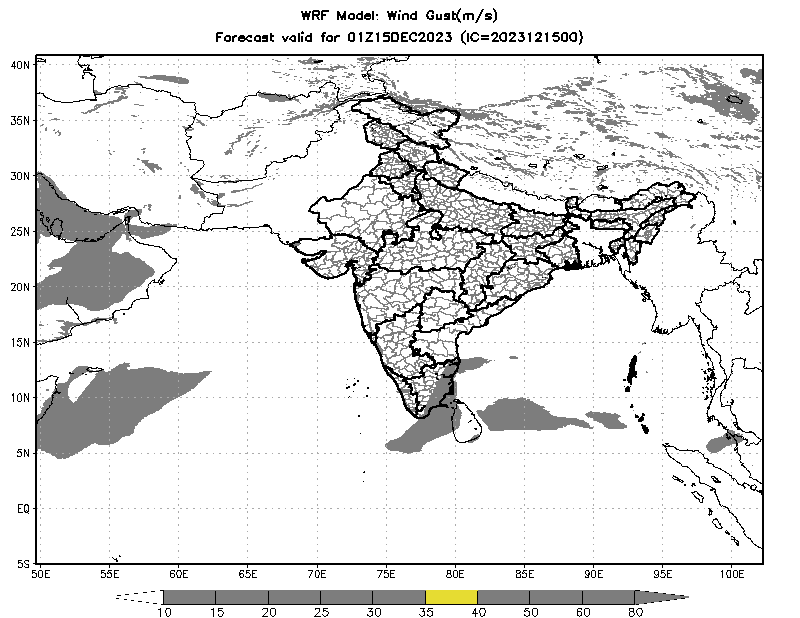 WRF Model: Wind Gust(m/s)
Forecast valid for 01Z15DEC2023 (IC=2023121500)
40N
35N
30N
25N
20N
15N
10N
5N
EQ
5S
50E 55E 60E 65E 70E 75E 80E 85E 90E 95E 100E
10 15 20 25 30 35 40 50 60 80